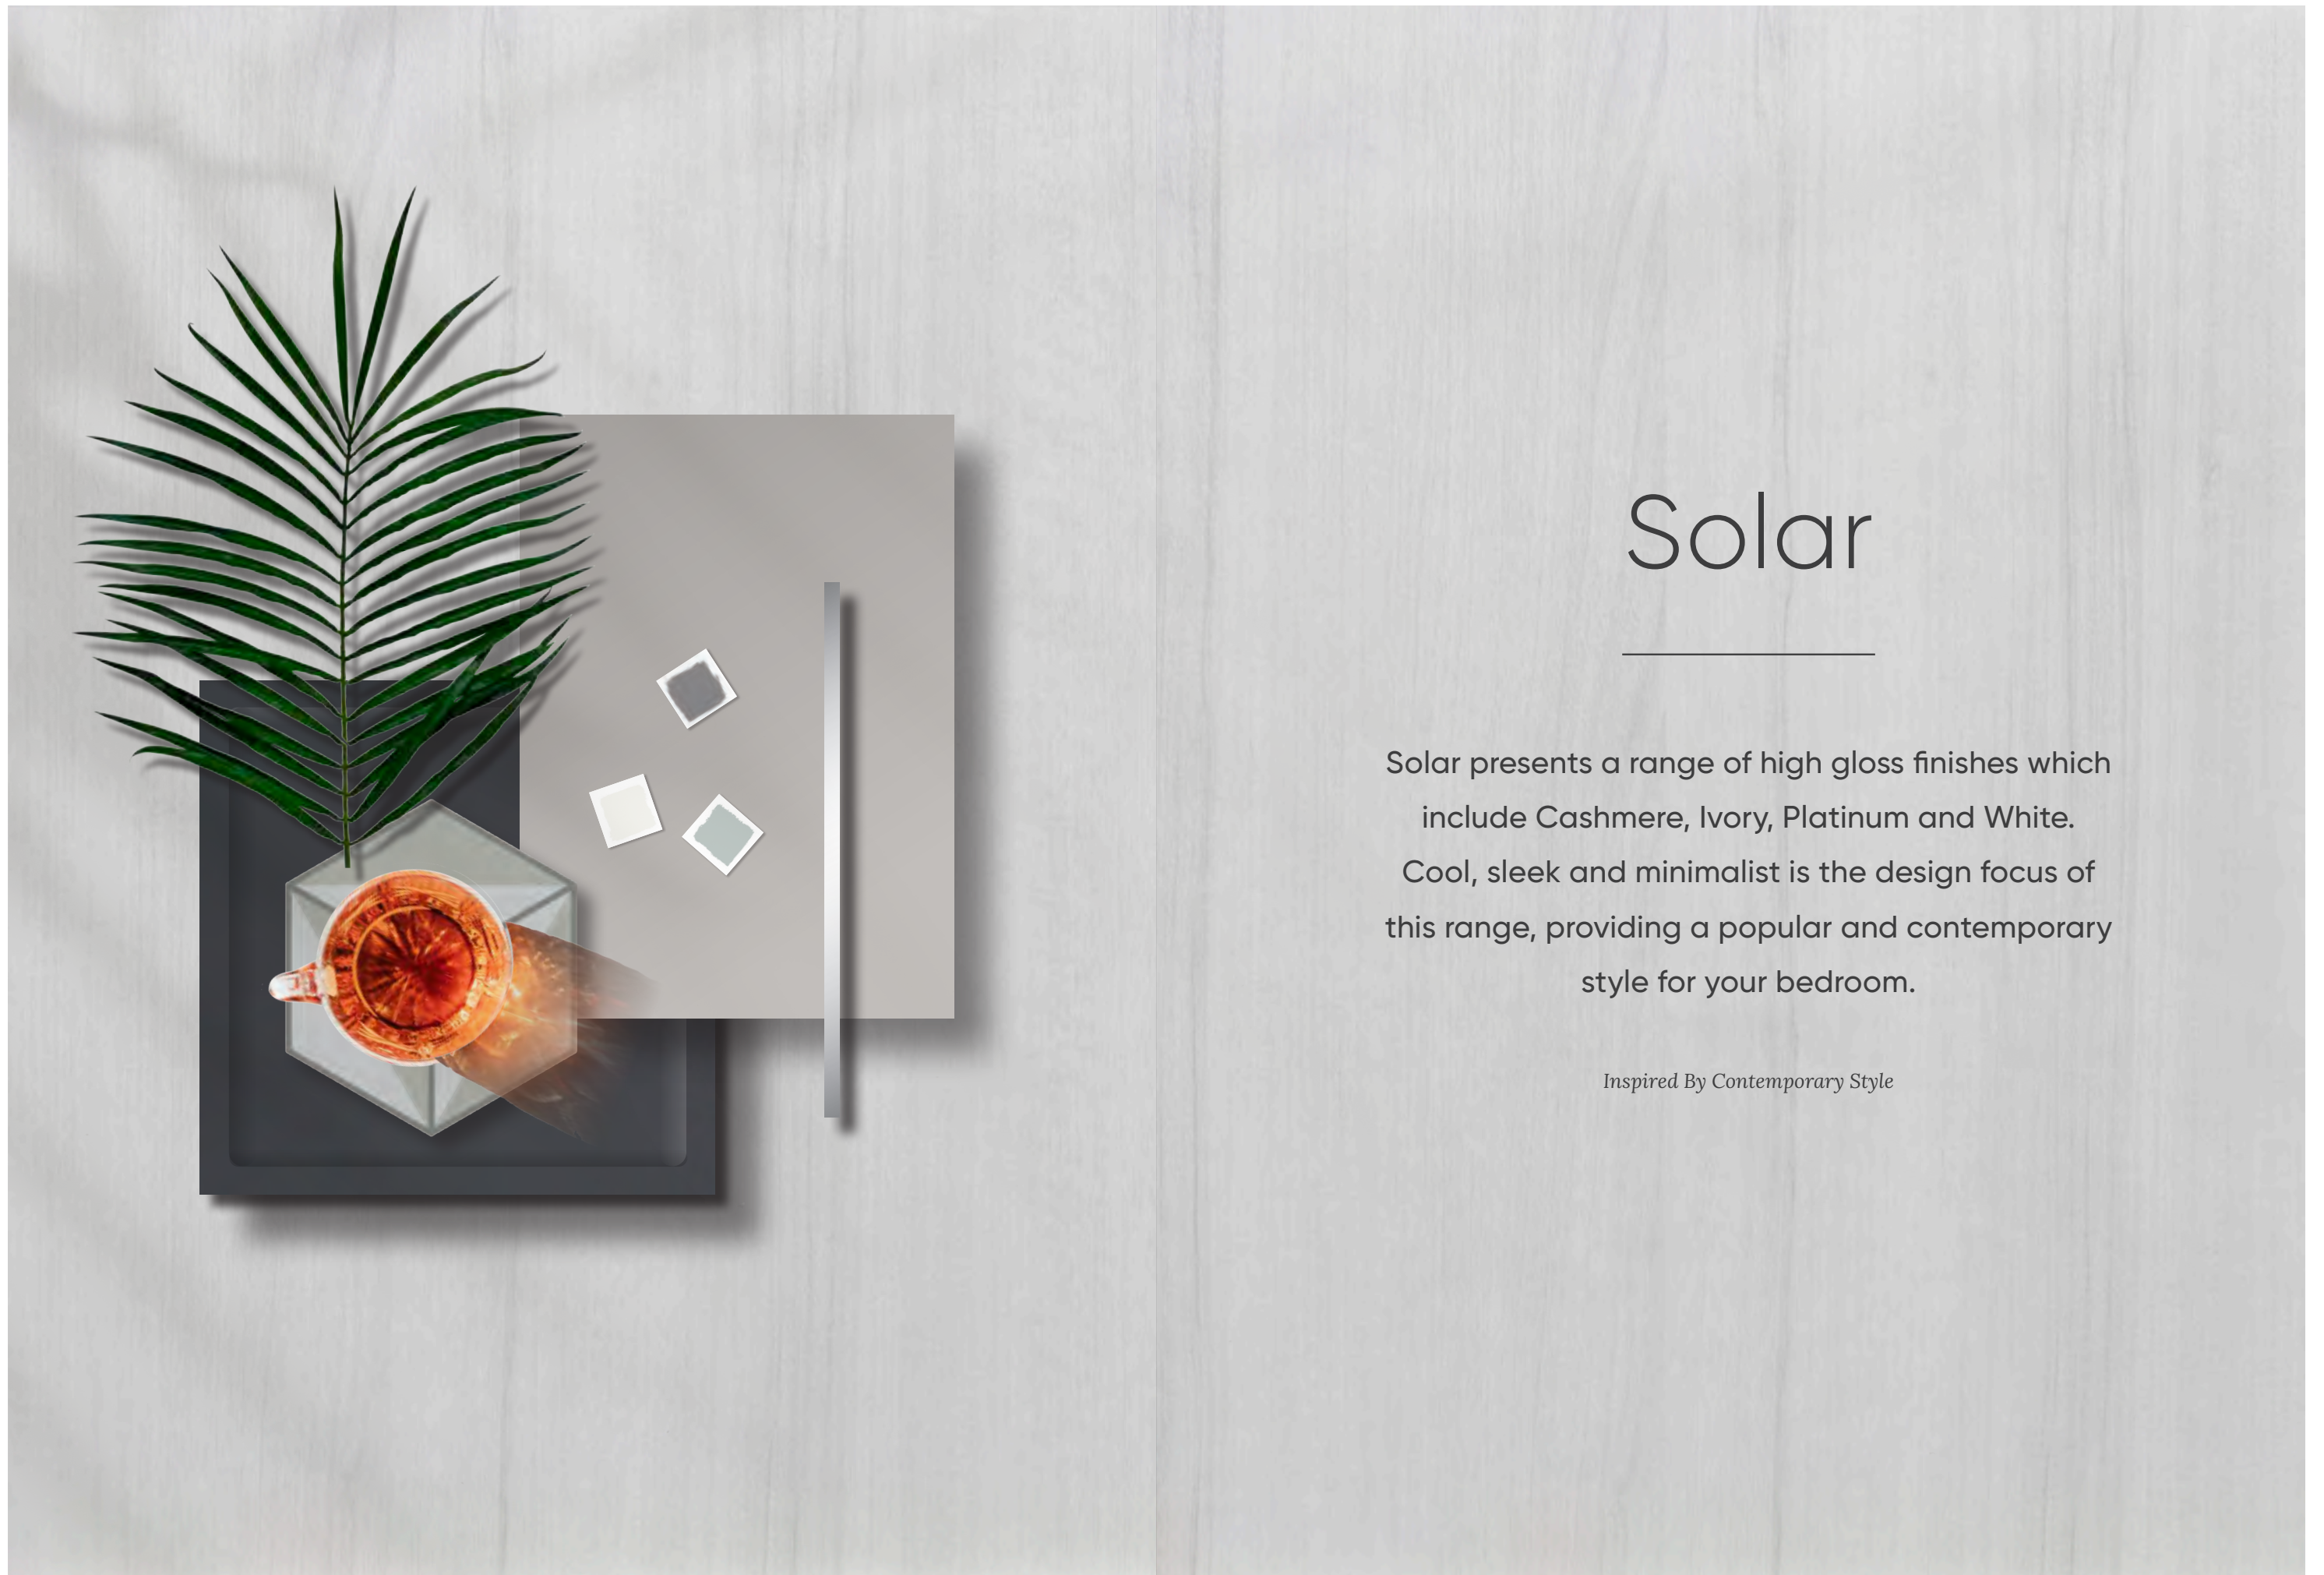 Solar
Solar presents a range of high gloss finishes which
include Cashmere, Ivory, Platinum and White.
Cool, sleek and minimalist is the design focus of
this range, providing a popular and contemporary
style for your bedroom.
Inspired By Contemporary Style